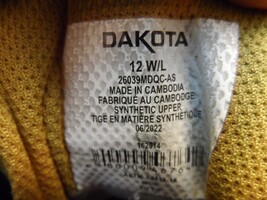 DAKOTA
12 W/L
26039MDQC-AS
MADE IN CAMBODIA
FABRIQUÉ AU CAMBODGE
SYNTHETIC UPPER
TIGE EN MATIÈRE SYNTHÉTIQUE
06/2022